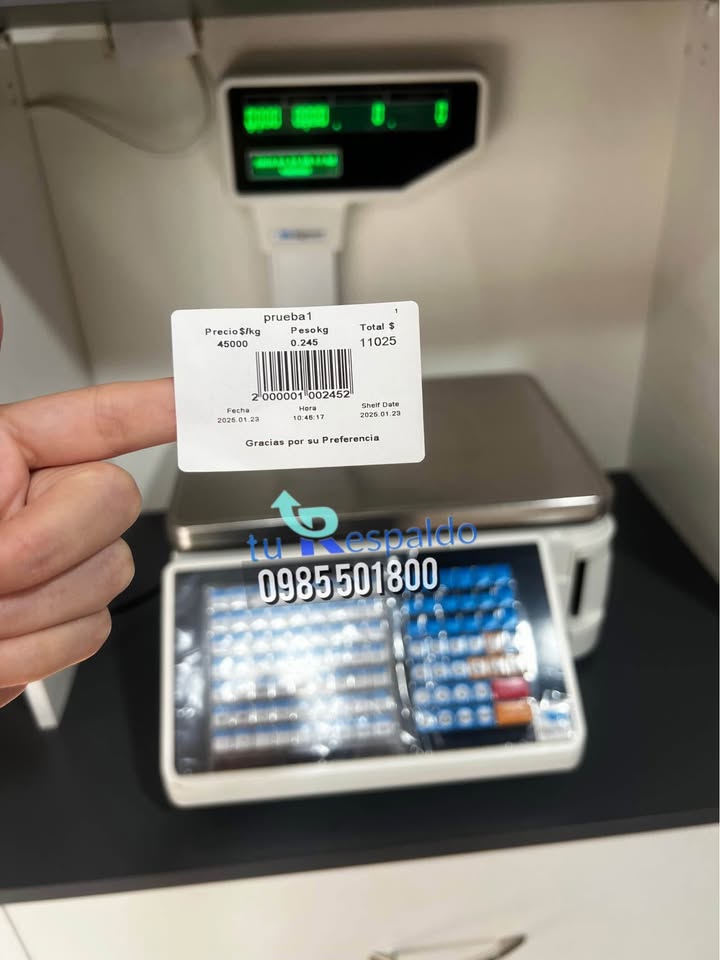 prueba1
1
Precio$/kg Pesokg Total $
45000 0.245 11025
2 000001 002452
Fecha Hora Shelf Date
2025.01.23 10:46:17 2025.01.23
Gracias por su Preferencia
tu Respaldo
0985501800